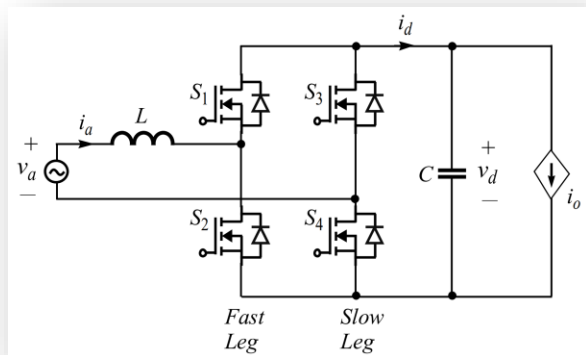 i_d
S_1
S_3
i_a
L
+
v_a
−
+
v_d
−
C
i_o
S_2
S_4
Fast
Leg
Slow
Leg